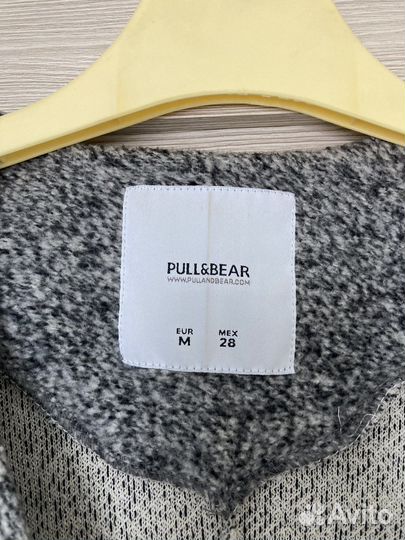 PULL&BEAR
WWW.PULLANDBEAR.COM
EUR MEX
M 28
Avito